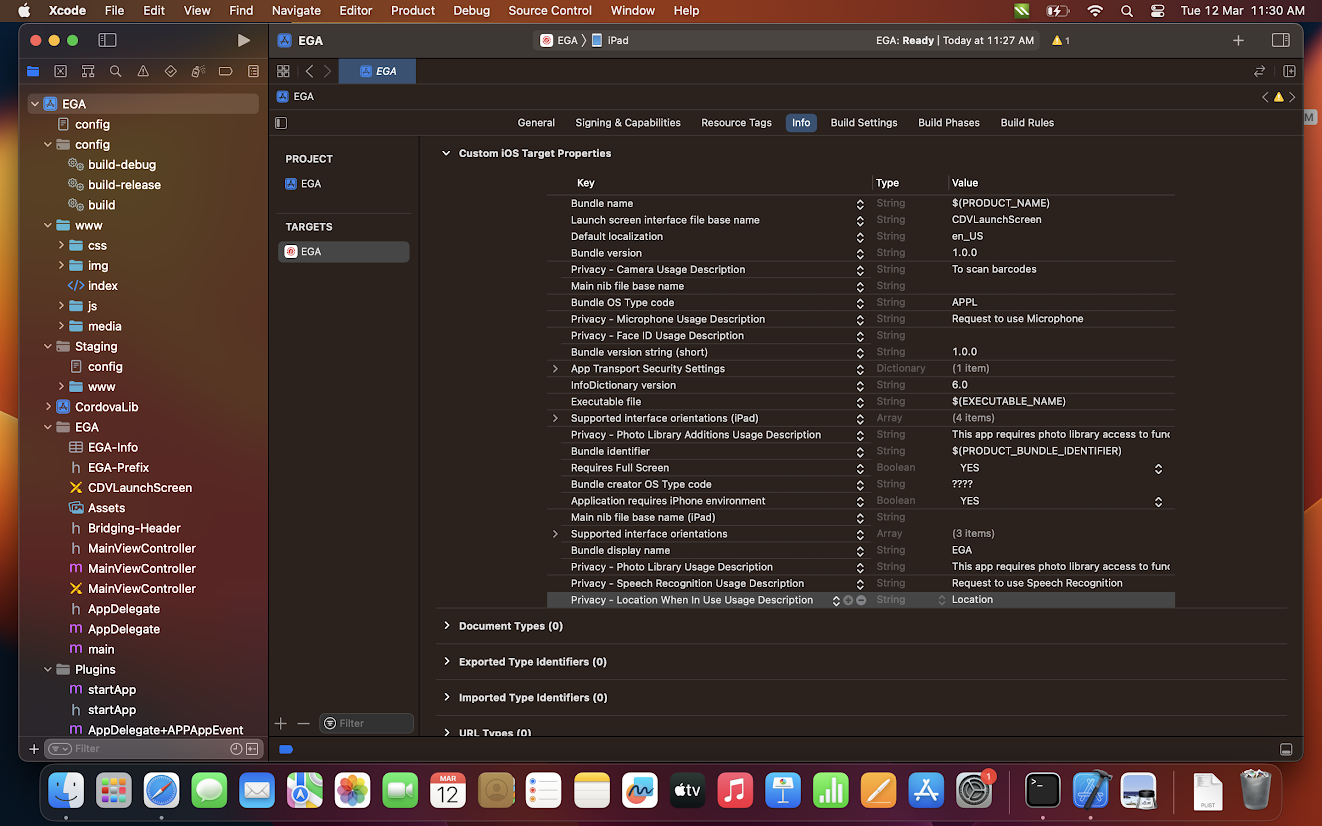 Xcode File Edit View Find Navigate Editor Product Debug Source Control Window Help Tue 12 Mar 11:30 AM
EGA EGA iPad EGA: Ready | Today at 11:27 AM 1
EGA
EGA
M
General Signing & Capabilities Resource Tags Info Build Settings Build Phases Build Rules
EGA
config
config
build-debug
build-release
build
www
css
img
index
js
media
Staging
config
www
CordovaLib
EGA
EGA-Info
h EGA-Prefix
CDVLaunchScreen
Assets
h Bridging-Header
h MainViewController
m MainViewController
MainViewController
h AppDelegate
m AppDelegate
m main
Plugins
m startApp
h startApp
m AppDelegate+APPAppEvent
Filter
PROJECT
EGA
TARGETS
EGA
Filter
Custom iOS Target Properties
Key Type Value
Bundle name String $(PRODUCT_NAME)
Launch screen interface file base name String CDVLaunchScreen
Default localization String en_US
Bundle version String 1.0.0
Privacy - Camera Usage Description String To scan barcodes
Main nib file base name String
Bundle OS Type code String APPL
Privacy - Microphone Usage Description String Request to use Microphone
Privacy - Face ID Usage Description String
Bundle version string (short) String 1.0.0
App Transport Security Settings Dictionary (1 item)
InfoDictionary version String 6.0
Executable file String $(EXECUTABLE_NAME)
Supported interface orientations (iPad) Array (4 items)
Privacy - Photo Library Additions Usage Description String This app requires photo library access to func
Bundle identifier String $(PRODUCT_BUNDLE_IDENTIFIER)
Requires Full Screen Boolean YES
Bundle creator OS Type code String ????
Application requires iPhone environment Boolean YES
Main nib file base name (iPad) String
Supported interface orientations Array (3 items)
Bundle display name String EGA
Privacy - Photo Library Usage Description String This app requires photo library access to func
Privacy - Speech Recognition Usage Description String Request to use Speech Recognition
Privacy - Location When In Use Usage Description String Location
Document Types (0)
Exported Type Identifiers (0)
Imported Type Identifiers (0)
URL Types (0)
MAR
12
tv
1
PLIST